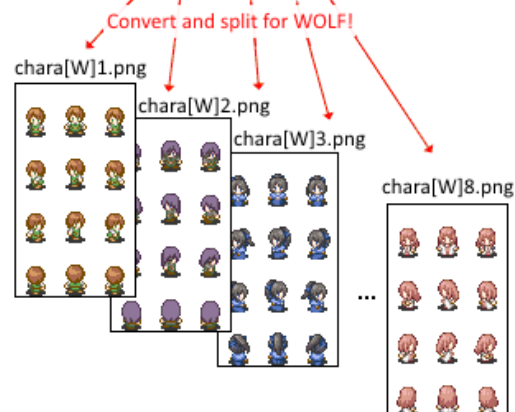 Convert and split for WOLF!
chara[W]1.png
chara[W]2.png
chara[W]3.png
chara[W]8.png
...